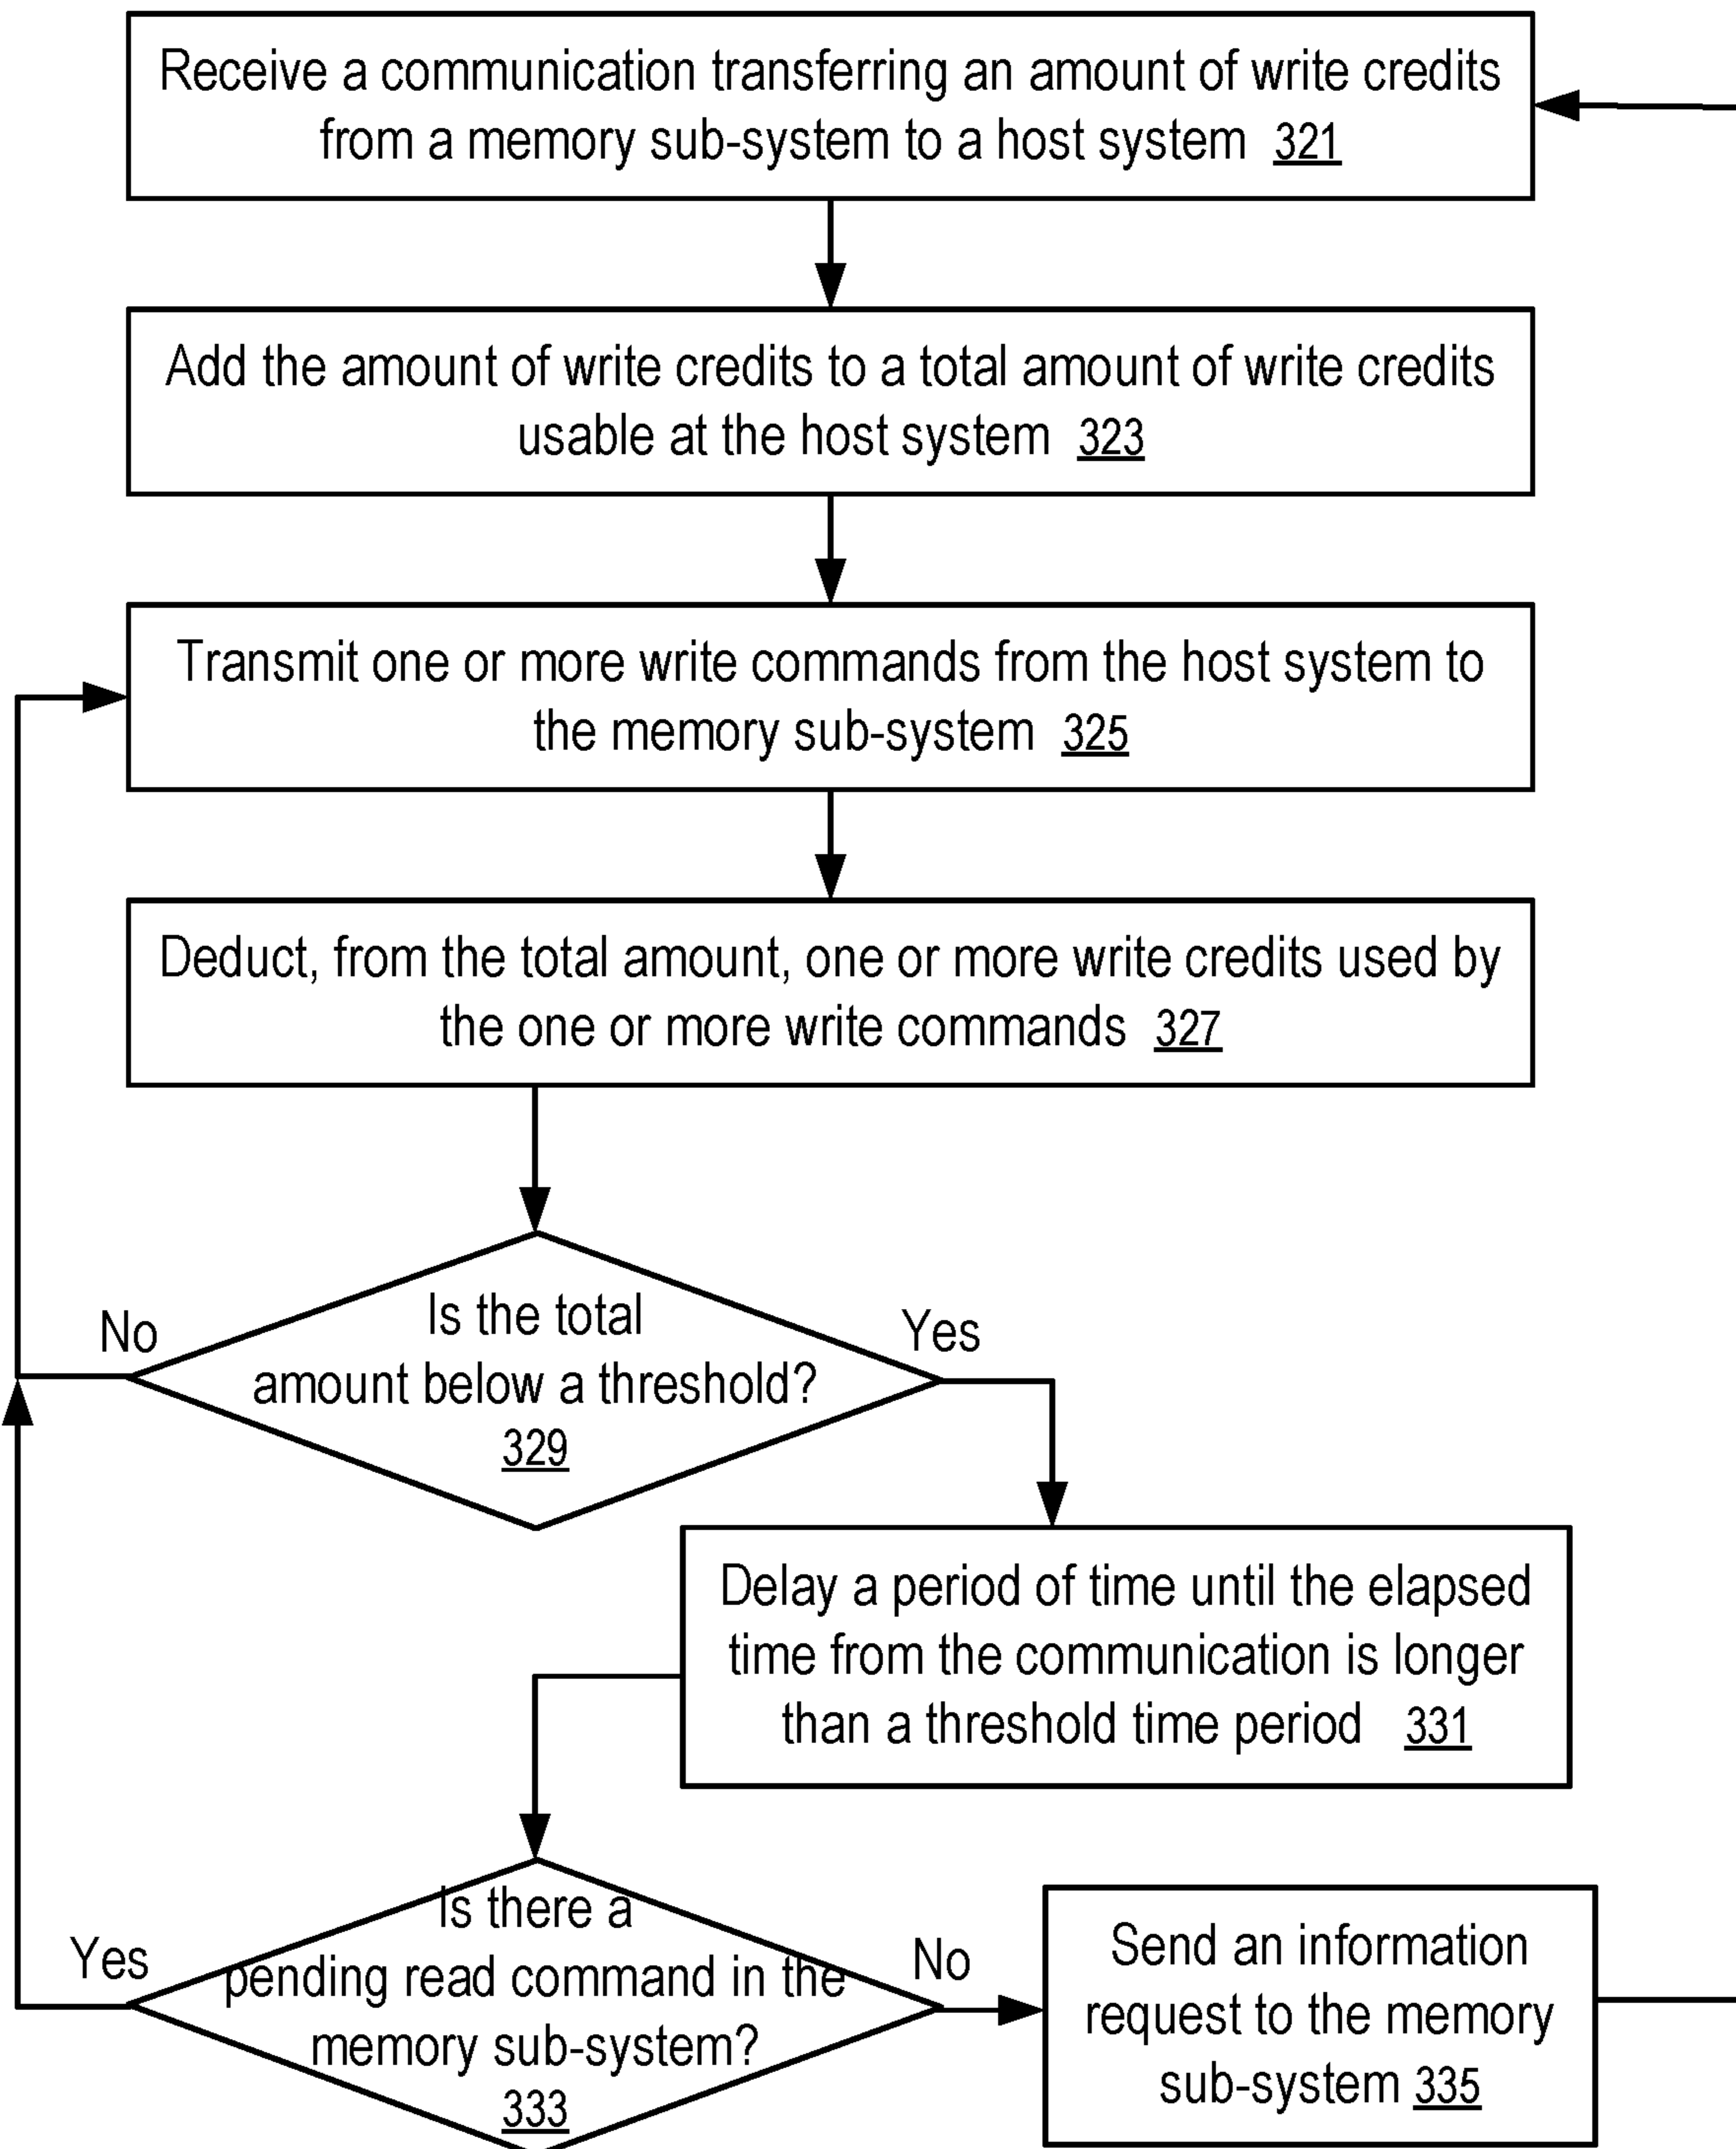 Receive a communication transferring an amount of write credits
from a memory sub-system to a host system 321
Add the amount of write credits to a total amount of write credits
usable at the host system 323
Transmit one or more write commands from the host system to
the memory sub-system 325
Deduct, from the total amount, one or more write credits used by
the one or more write commands 327
No
Is the total
amount below a threshold?
329
Yes
Delay a period of time until the elapsed
time from the communication is longer
than a threshold time period 331
Yes
Is there a
pending read command in the
memory sub-system?
333
No
Send an information
request to the memory
sub-system 335